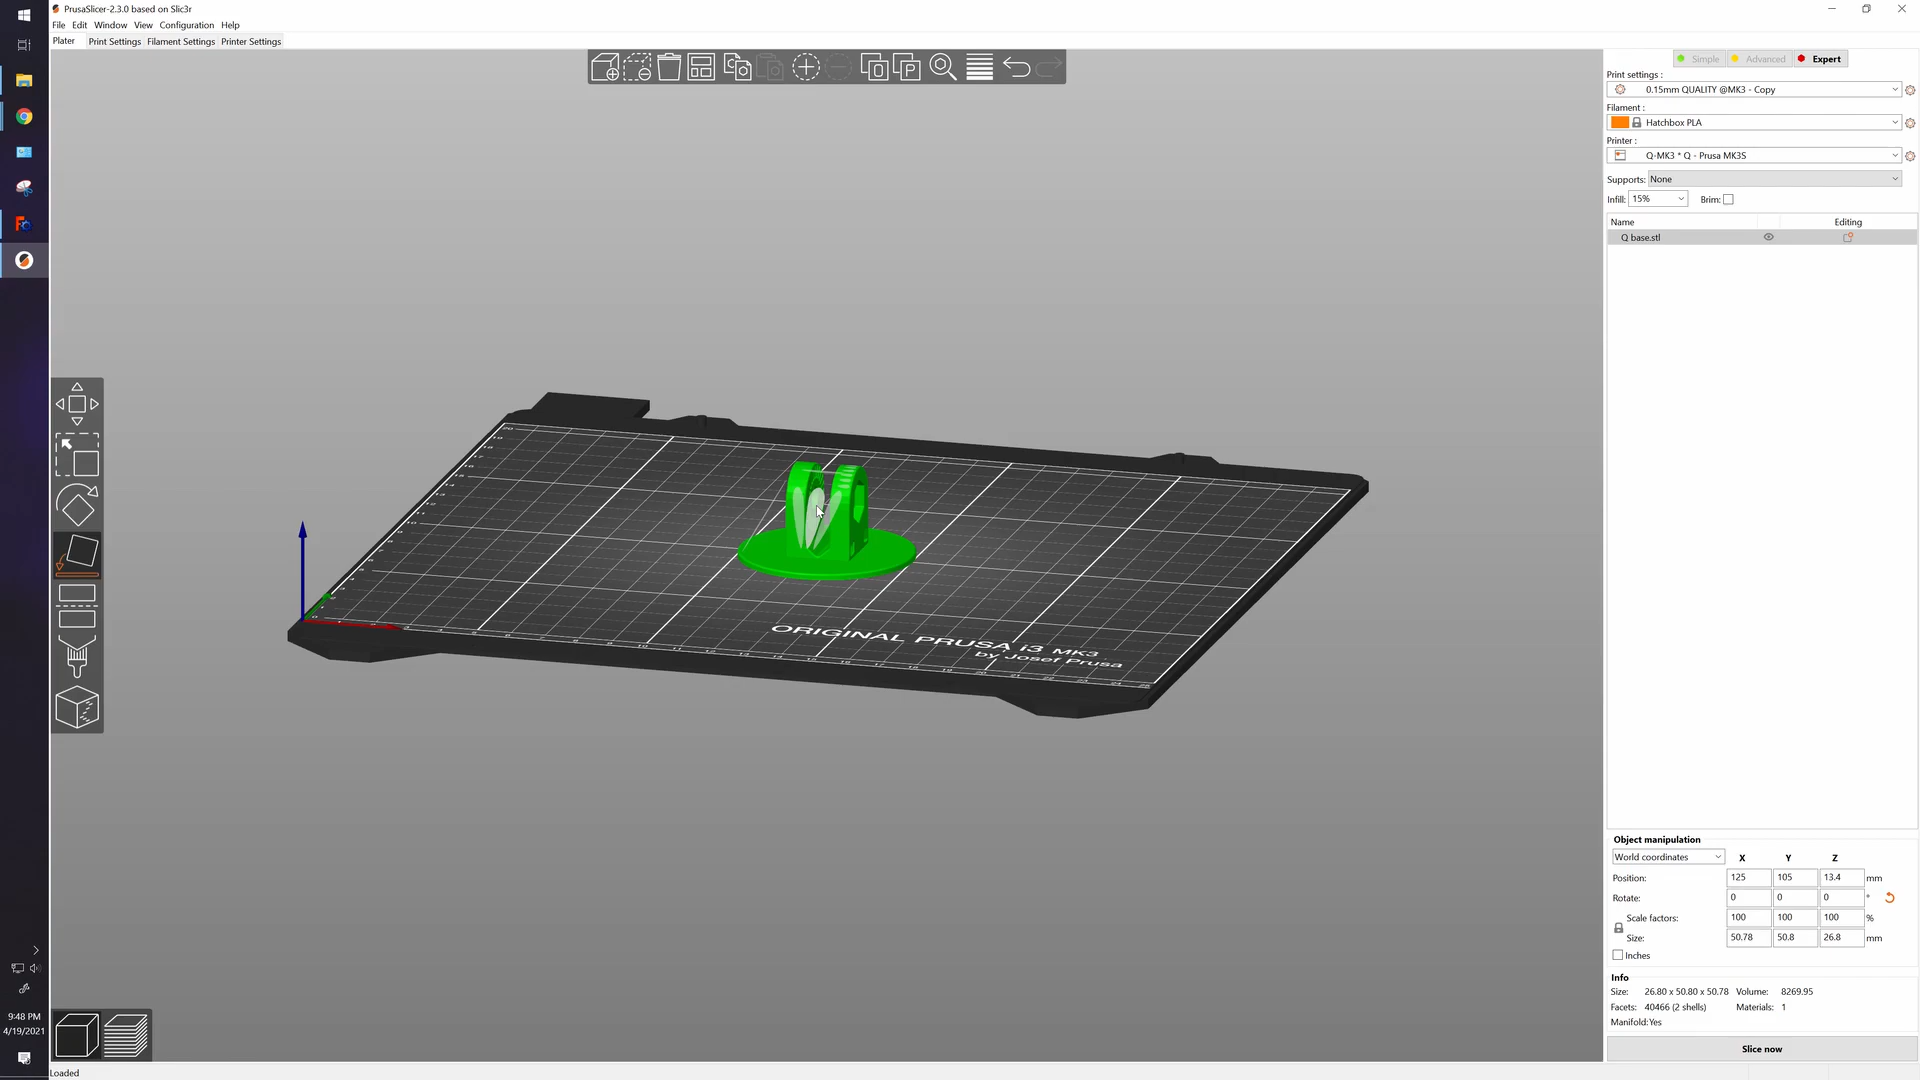 PrusaSlicer-2.3.0 based on Slic3r
File Edit Window View Configuration Help
Plater Print Settings Filament Settings Printer Settings
Simple Advanced Expert
Print settings :
0.15mm QUALITY @MK3 - Copy
Filament :
Hatchbox PLA
Printer :
Q-MK3 * Q - Prusa MK3S
Supports: None
Infill: 15% Brim:
Name Editing
Q base.stl
ORIGINAL PRUSA i3 MK3
by Josef Prusa
Object manipulation
World coordinates X Y Z
Position: 125 105 13.4 mm
Rotate: 0 0 0 °
Scale factors: 100 100 100 %
Size: 50.78 50.8 26.8 mm
Inches
Info
Size: 26.80 x 50.80 x 50.78 Volume: 8269.95
Facets: 40466 (2 shells) Materials: 1
Manifold:Yes
Slice now
9:48 PM
4/19/2021
Loaded